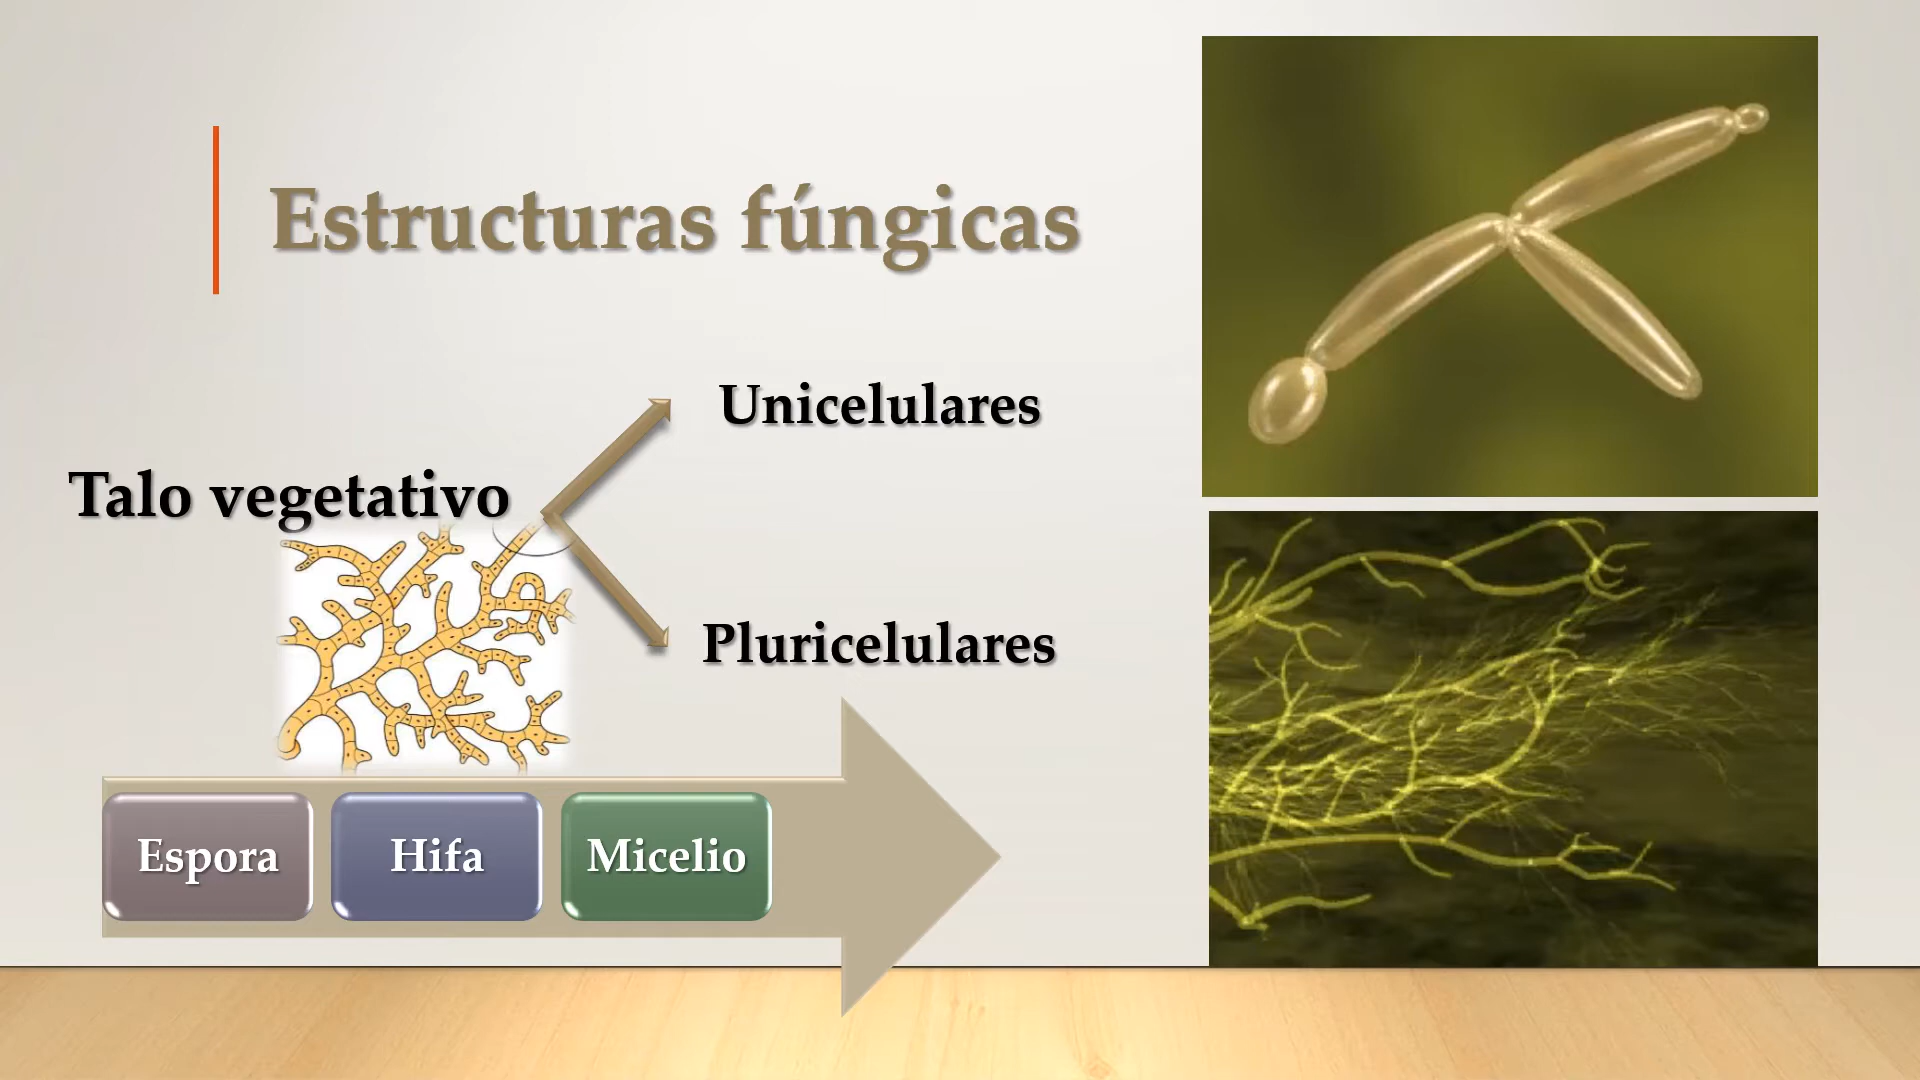 Estructuras fúngicas
Unicelulares
Talo vegetativo
Pluricelulares
Espora
Hifa
Micelio